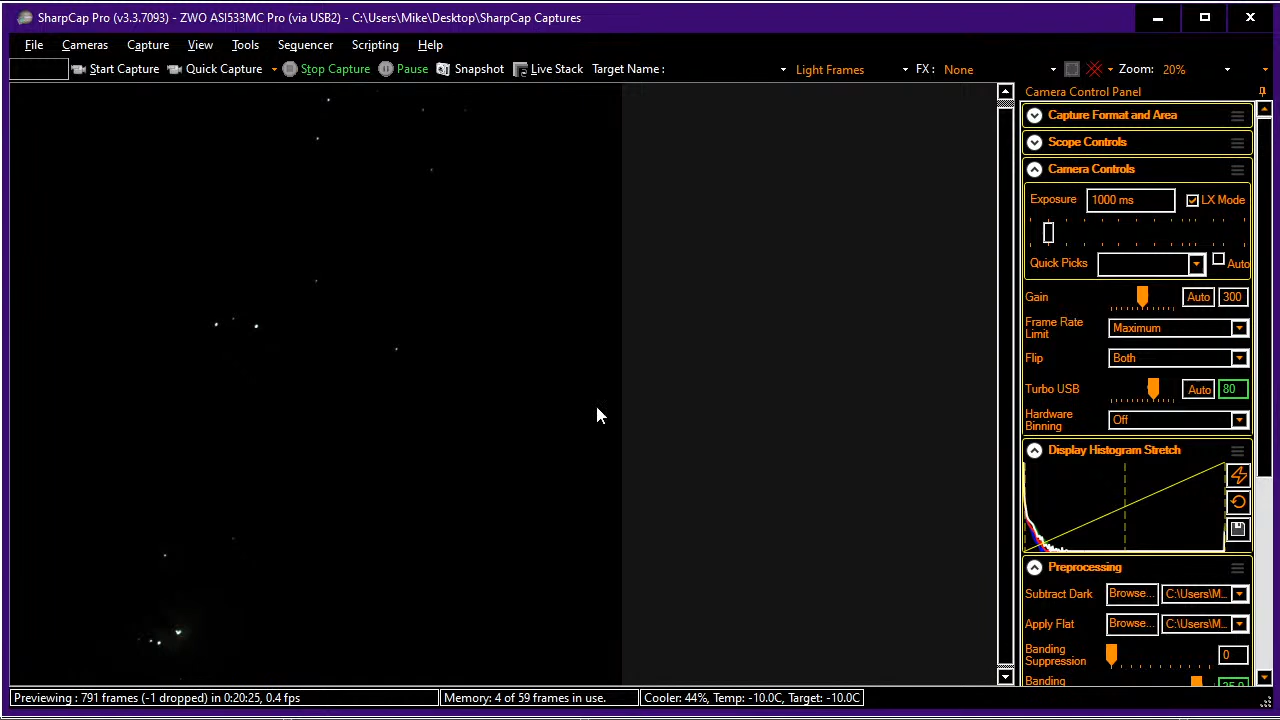 SharpCap Pro (v3.3.7093) - ZWO ASI533MC Pro (via USB2) - C:\Users\Mike\Desktop\SharpCap Captures
File Cameras Capture View Tools Sequencer Scripting Help
Start Capture Quick Capture Stop Capture Pause Snapshot Live Stack Target Name : Light Frames FX : None Zoom: 20%
Camera Control Panel
Capture Format and Area
Scope Controls
Camera Controls
Exposure 1000 ms LX Mode
Quick Picks Auto
Gain Auto 300
Frame Rate Limit Maximum
Flip Both
Turbo USB Auto 80
Hardware Binning Off
Display Histogram Stretch
Preprocessing
Subtract Dark Browse... C:\Users\M...
Apply Flat Browse... C:\Users\M...
Banding Suppression 0
Banding
Previewing : 791 frames (-1 dropped) in 0:20:25, 0.4 fps Memory: 4 of 59 frames in use. Cooler: 44%, Temp: -10.0C, Target: -10.0C